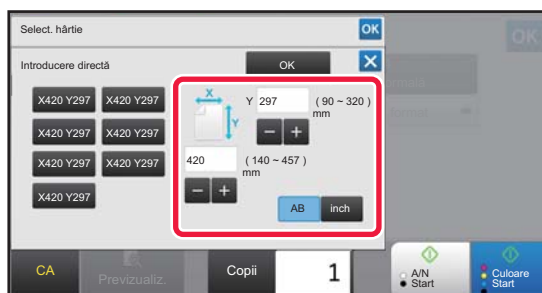 Select. hârtie
OK
OK
Introducere directă
OK
X420 Y297
X420 Y297
X420 Y297
X420 Y297
X420 Y297
X420 Y297
X420 Y297
X
Y
Y 297 ( 90 ~ 320 )
mm
− +
420 ( 140 ~ 457 )
mm
− +
AB inch
CA
Previzualiz.
Copii 1
A/N
Start
Culoare
Start